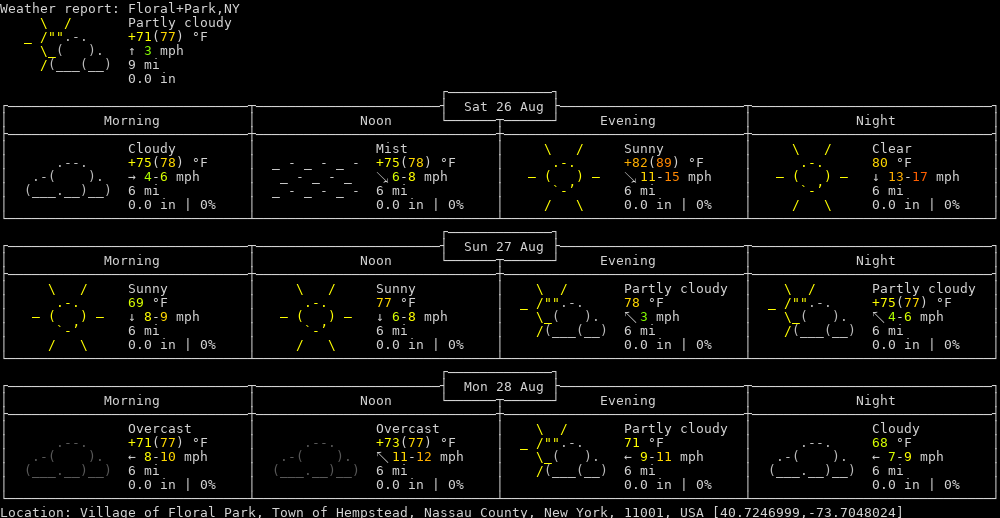 Weather report: Floral+Park,NY
Partly cloudy
+71(77) °F
↑ 3 mph
9 mi
0.0 in
Sat 26 Aug
Morning Noon Evening Night
Cloudy Mist Sunny Clear
+75(78) °F +75(78) °F +82(89) °F 80 °F
→ 4-6 mph ↘ 6-8 mph ↘ 11-15 mph ↓ 13-17 mph
6 mi 6 mi 6 mi 6 mi
0.0 in | 0% 0.0 in | 0% 0.0 in | 0% 0.0 in | 0%
Sun 27 Aug
Morning Noon Evening Night
Sunny Sunny Partly cloudy Partly cloudy
69 °F 77 °F 78 °F +75(77) °F
↓ 8-9 mph ↓ 6-8 mph ↖ 3 mph ↖ 4-6 mph
6 mi 6 mi 6 mi 6 mi
0.0 in | 0% 0.0 in | 0% 0.0 in | 0% 0.0 in | 0%
Mon 28 Aug
Morning Noon Evening Night
Overcast Overcast Partly cloudy Cloudy
+71(77) °F +73(77) °F 71 °F 68 °F
← 8-10 mph ↖ 11-12 mph ← 9-11 mph ← 7-9 mph
6 mi 6 mi 6 mi 6 mi
0.0 in | 0% 0.0 in | 0% 0.0 in | 0% 0.0 in | 0%
Location: Village of Floral Park, Town of Hempstead, Nassau County, New York, 11001, USA [40.7246999,-73.7048024]